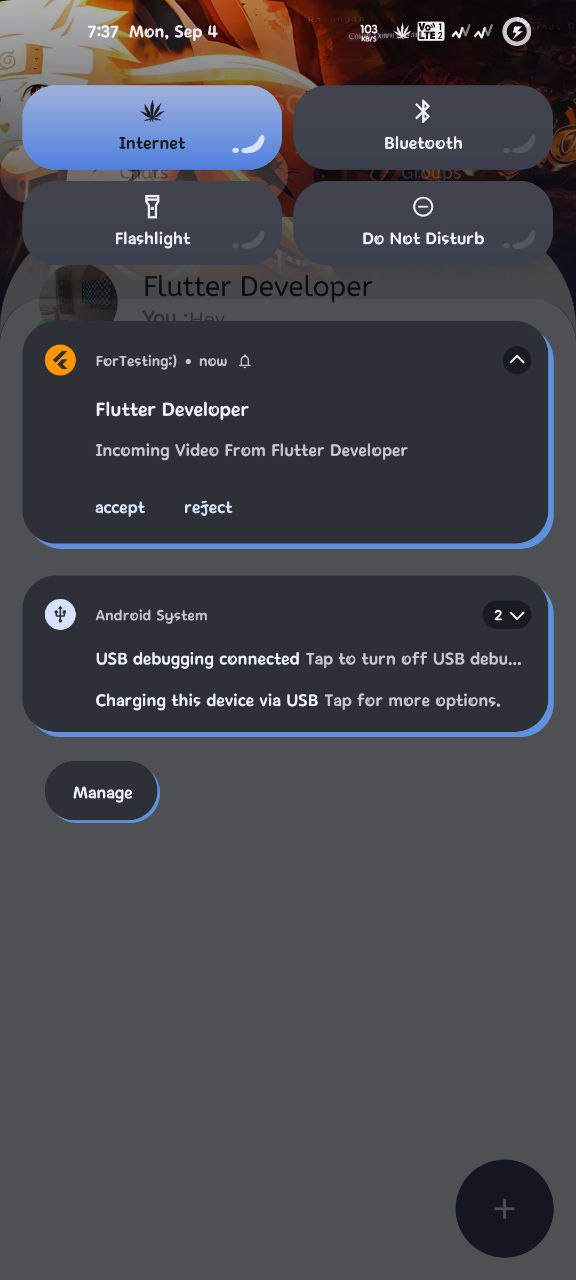 7:37 Mon, Sep 4
103
KB/S
Vo 1
LTE 2
Internet
Bluetooth
Chats
Groups
Flashlight
Do Not Disturb
Flutter Developer
You :Hey
ForTesting:) • now
Flutter Developer
Incoming Video From Flutter Developer
accept reject
Android System
2
USB debugging connected Tap to turn off USB debu...
Charging this device via USB Tap for more options.
Manage